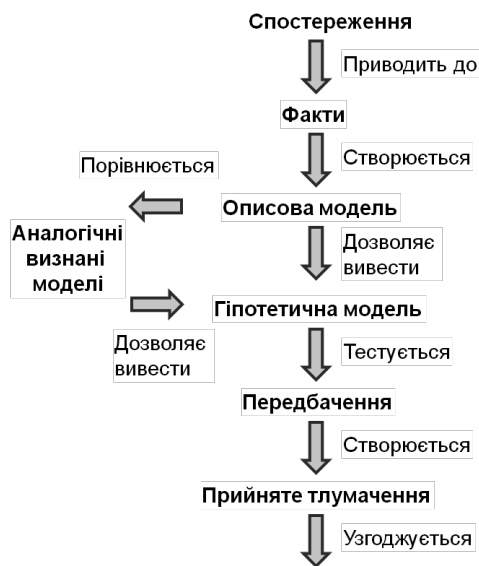 Спостереження
Приводить до
Факти
Створюється
Порівнюється
Описова модель
Аналогічні
визнані
моделі
Дозволяє
вивести
Гіпотетична модель
Дозволяє
вивести
Тестується
Передбачення
Створюється
Прийняте тлумачення
Узгоджується